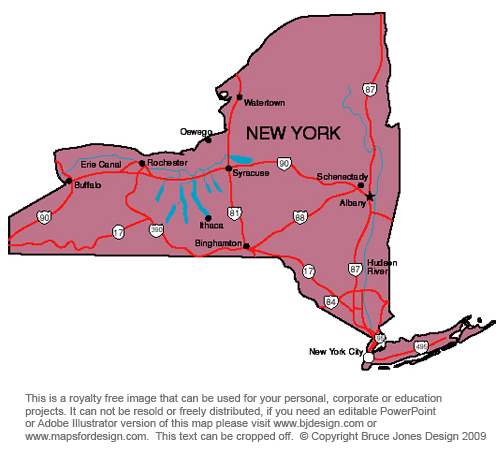 87
Watertown
Oswego
NEW YORK
Erie Canal
Rochester
90
Syracuse
Schenectady
Buffalo
Albany
90
17
390
Ithaca
81
88
Binghamton
17
87
Hudson
River
84
95
New York City
495
This is a royalty free image that can be used for your personal, corporate or education
projects. It can not be resold or freely distributed, if you need an editable PowerPoint
or Adobe Illustrator version of this map please visit www.bjdesign.com or
www.mapsfordesign.com. This text can be cropped off. © Copyright Bruce Jones Design 2009